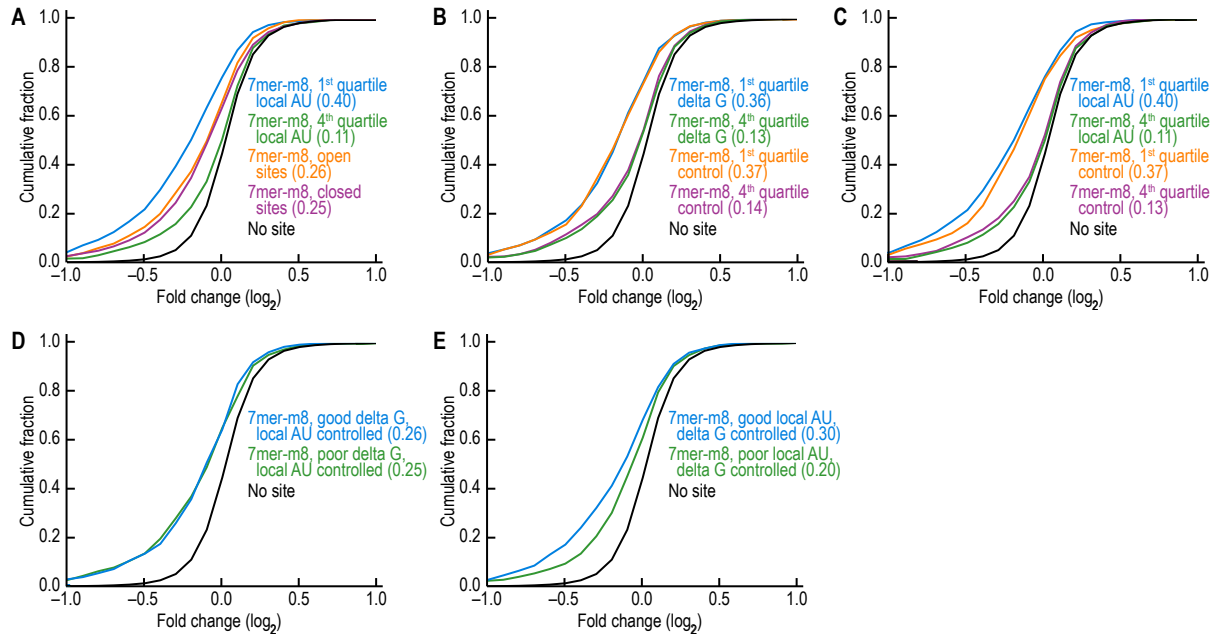 A
Cumulative fraction
1.0
0.8
0.6
0.4
0.2
0.0
–1.0
–0.5
0.0
0.5
1.0
Fold change (log2)
7mer-m8, 1st quartile
local AU (0.40)
7mer-m8, 4th quartile
local AU (0.11)
7mer-m8, open
sites (0.26)
7mer-m8, closed
sites (0.25)
No site
B
Cumulative fraction
1.0
0.8
0.6
0.4
0.2
0.0
–1.0
–0.5
0.0
0.5
1.0
Fold change (log2)
7mer-m8, 1st quartile
delta G (0.36)
7mer-m8, 4th quartile
delta G (0.13)
7mer-m8, 1st quartile
control (0.37)
7mer-m8, 4th quartile
control (0.14)
No site
C
Cumulative fraction
1.0
0.8
0.6
0.4
0.2
0.0
–1.0
–0.5
0.0
0.5
1.0
Fold change (log2)
7mer-m8, 1st quartile
local AU (0.40)
7mer-m8, 4th quartile
local AU (0.11)
7mer-m8, 1st quartile
control (0.37)
7mer-m8, 4th quartile
control (0.13)
No site
D
Cumulative fraction
1.0
0.8
0.6
0.4
0.2
0.0
–1.0
–0.5
0.0
0.5
1.0
Fold change (log2)
7mer-m8, good delta G,
local AU controlled (0.26)
7mer-m8, poor delta G,
local AU controlled (0.25)
No site
E
Cumulative fraction
1.0
0.8
0.6
0.4
0.2
0.0
–1.0
–0.5
0.0
0.5
1.0
Fold change (log2)
7mer-m8, good local AU,
delta G controlled (0.30)
7mer-m8, poor local AU,
delta G controlled (0.20)
No site